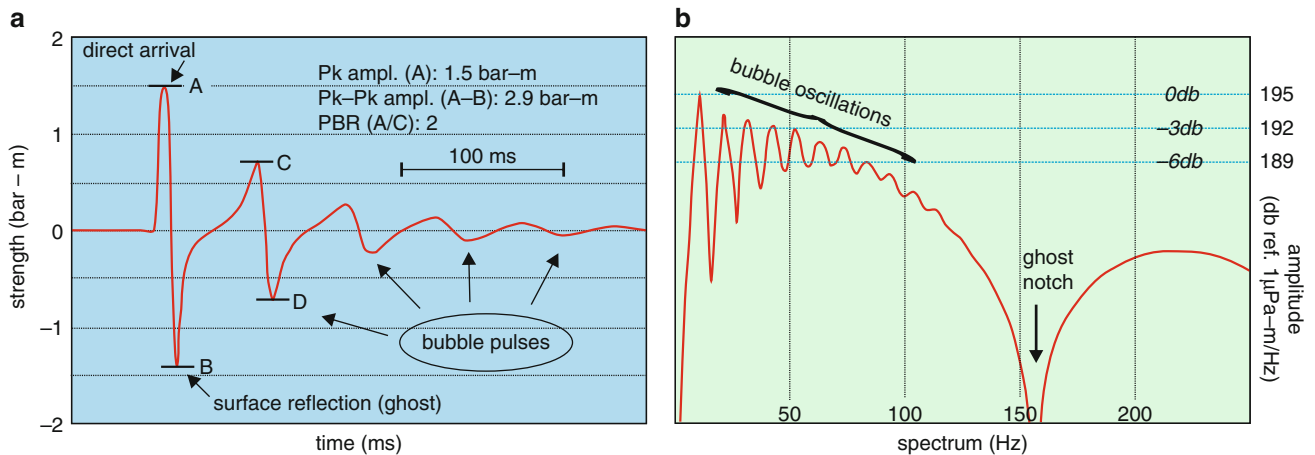 a
2
1
0
–1
–2
strength (bar – m)
direct arrival
A
Pk ampl. (A): 1.5 bar–m
Pk–Pk ampl. (A–B): 2.9 bar–m
PBR (A/C): 2
100 ms
C
D
bubble pulses
B
surface reflection (ghost)
time (ms)
b
bubble oscillations
0db
195
–3db
192
–6db
189
ghost
notch
50
100
150
200
spectrum (Hz)
amplitude
(db ref. 1 μPa–m/Hz)